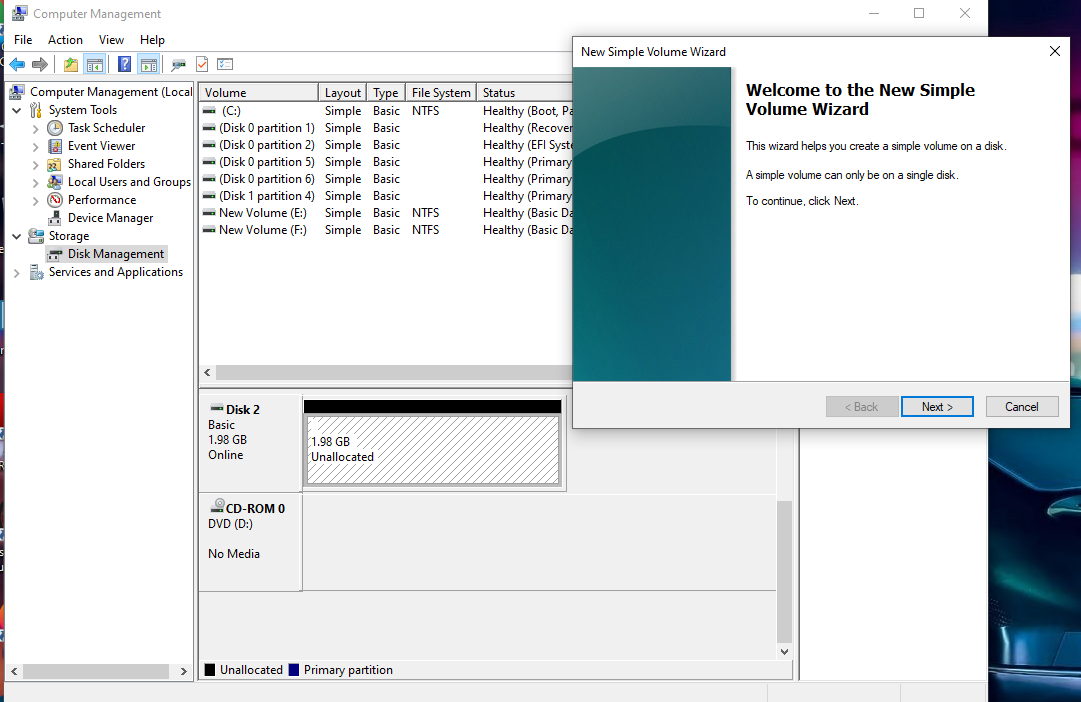 Computer Management
File Action View Help
Computer Management (Local
System Tools
Task Scheduler
Event Viewer
Shared Folders
Local Users and Groups
Performance
Device Manager
Storage
Disk Management
Services and Applications
Volume Layout Type File System Status
(C:) Simple Basic NTFS Healthy (Boot, Pa
(Disk 0 partition 1) Simple Basic Healthy (Recover
(Disk 0 partition 2) Simple Basic Healthy (EFI Syste
(Disk 0 partition 5) Simple Basic Healthy (Primary
(Disk 0 partition 6) Simple Basic Healthy (Primary
(Disk 1 partition 4) Simple Basic Healthy (Primary
New Volume (E:) Simple Basic NTFS Healthy (Basic Da
New Volume (F:) Simple Basic NTFS Healthy (Basic Da
Disk 2
Basic
1.98 GB
Online
1.98 GB
Unallocated
CD-ROM 0
DVD (D:)
No Media
Unallocated Primary partition
New Simple Volume Wizard
Welcome to the New Simple
Volume Wizard
This wizard helps you create a simple volume on a disk.
A simple volume can only be on a single disk.
To continue, click Next.
< Back Next > Cancel